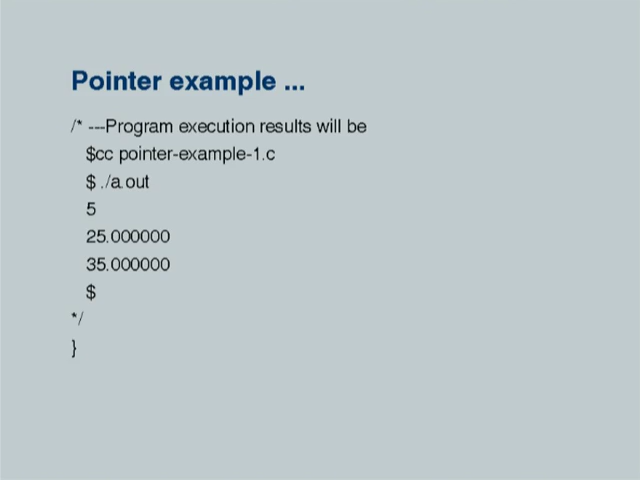 Pointer example ...
/* ---Program execution results will be
$cc pointer-example-1.c
$ ./a.out
5
25.000000
35.000000
$
*/
}